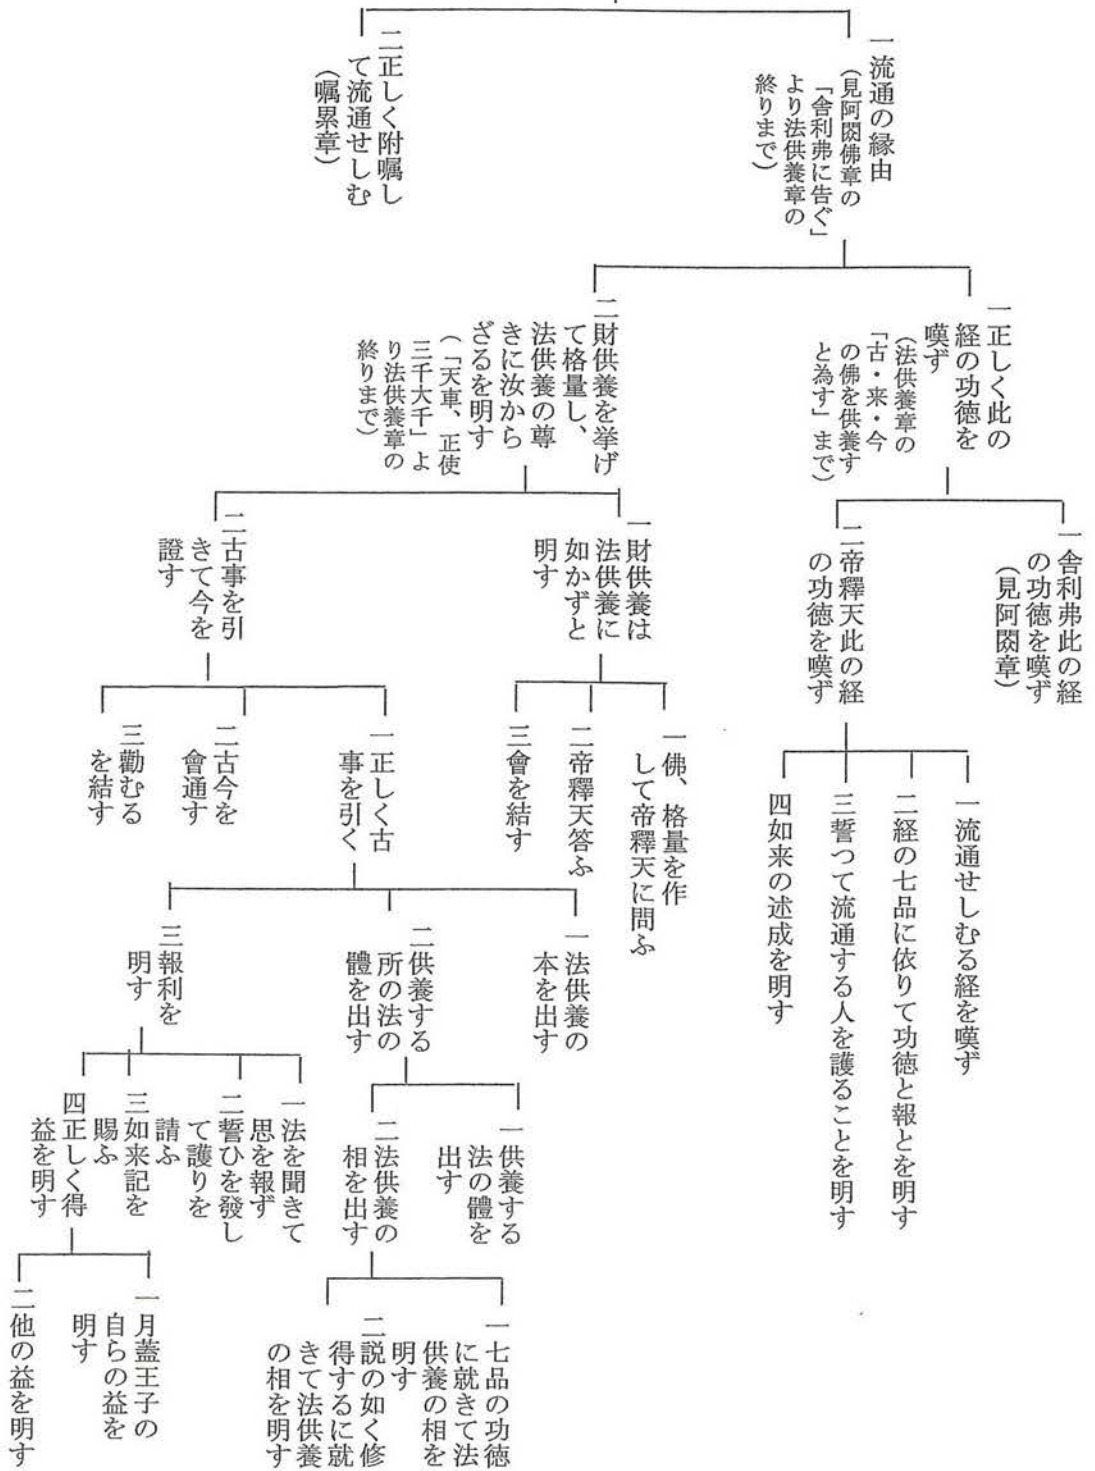 一流通の縁由
(見阿閦佛章の
「舎利弗に告ぐ」
より法供養章の
終りまで)
二正しく附嘱し
て流通せしむ
(嘱累章)
一正しく此の
経の功徳を
嘆ず
(法供養章の
「古・来・今
の佛を供養す
と為す」まで)
二財供養を挙げ
て格量し、
法供養の尊
きに汝から
ざるを明す
(「天車、正使
三千大千」よ
り法供養章の
終りまで)
一舎利弗此の経
の功徳を嘆ず
(見阿閦章)
二帝釋天此の経
の功徳を嘆ず
一財供養は
法供養に
如かずと
明す
二古事を引
きて今を
證す
一流通せしむる経を嘆ず
二経の七品に依りて功徳と報とを明す
三誓つて流通する人を護ることを明す
四如来の述成を明す
一佛、格量を作
して帝釋天に問ふ
二帝釋天答ふ
三會を結す
一正しく古
事を引く
二古今を
會通す
三勸むる
を結す
一法供養の
本を出す
二供養する
所の法の
體を出す
三報利を
明す
一供養する
法の體を
出す
二法供養の
相を出す
一法を聞きて
思を報ず
二誓ひを發し
て護りを
請ふ
三如来記を
賜ふ
四正しく得
益を明す
一七品の功徳
に就きて法
供養の相を
明す
二説の如く修
得するに就
きて法供養
の相を明す
一月蓋王子の
自らの益を
明す
二他の益を明す